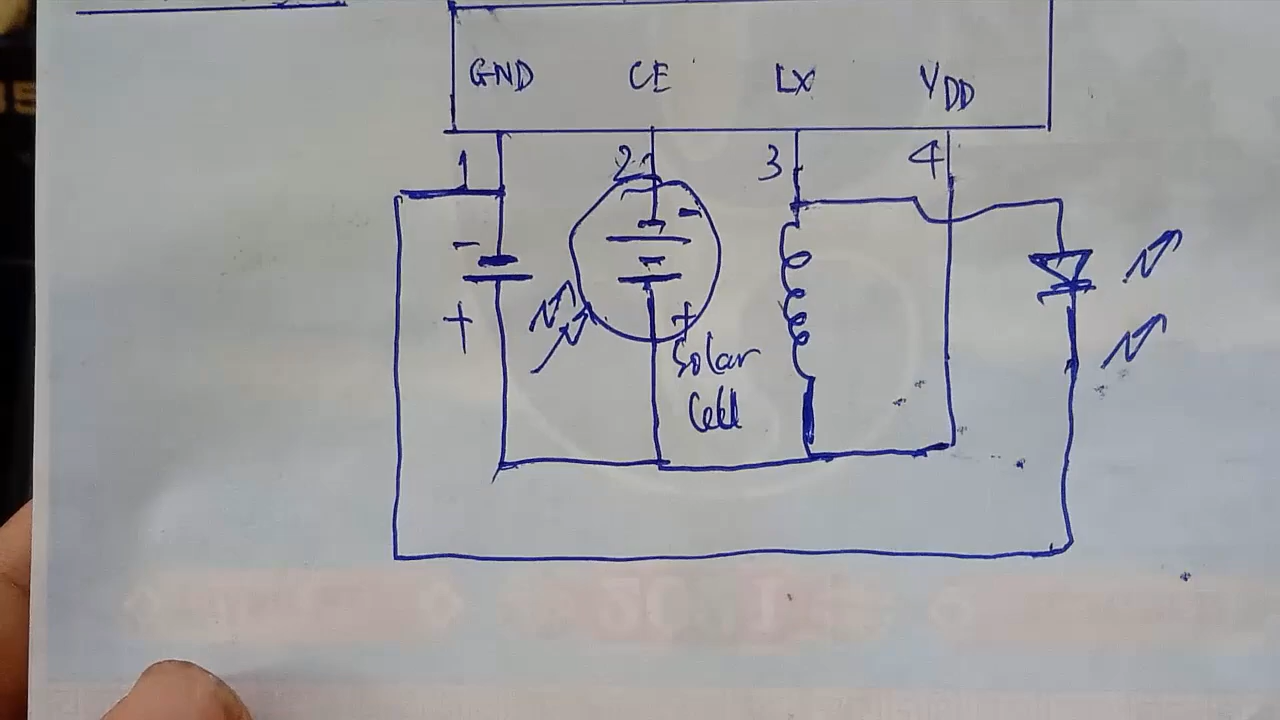 GND CE LX VDD
1 2 3 4
- -
+ +
Solar
Cell